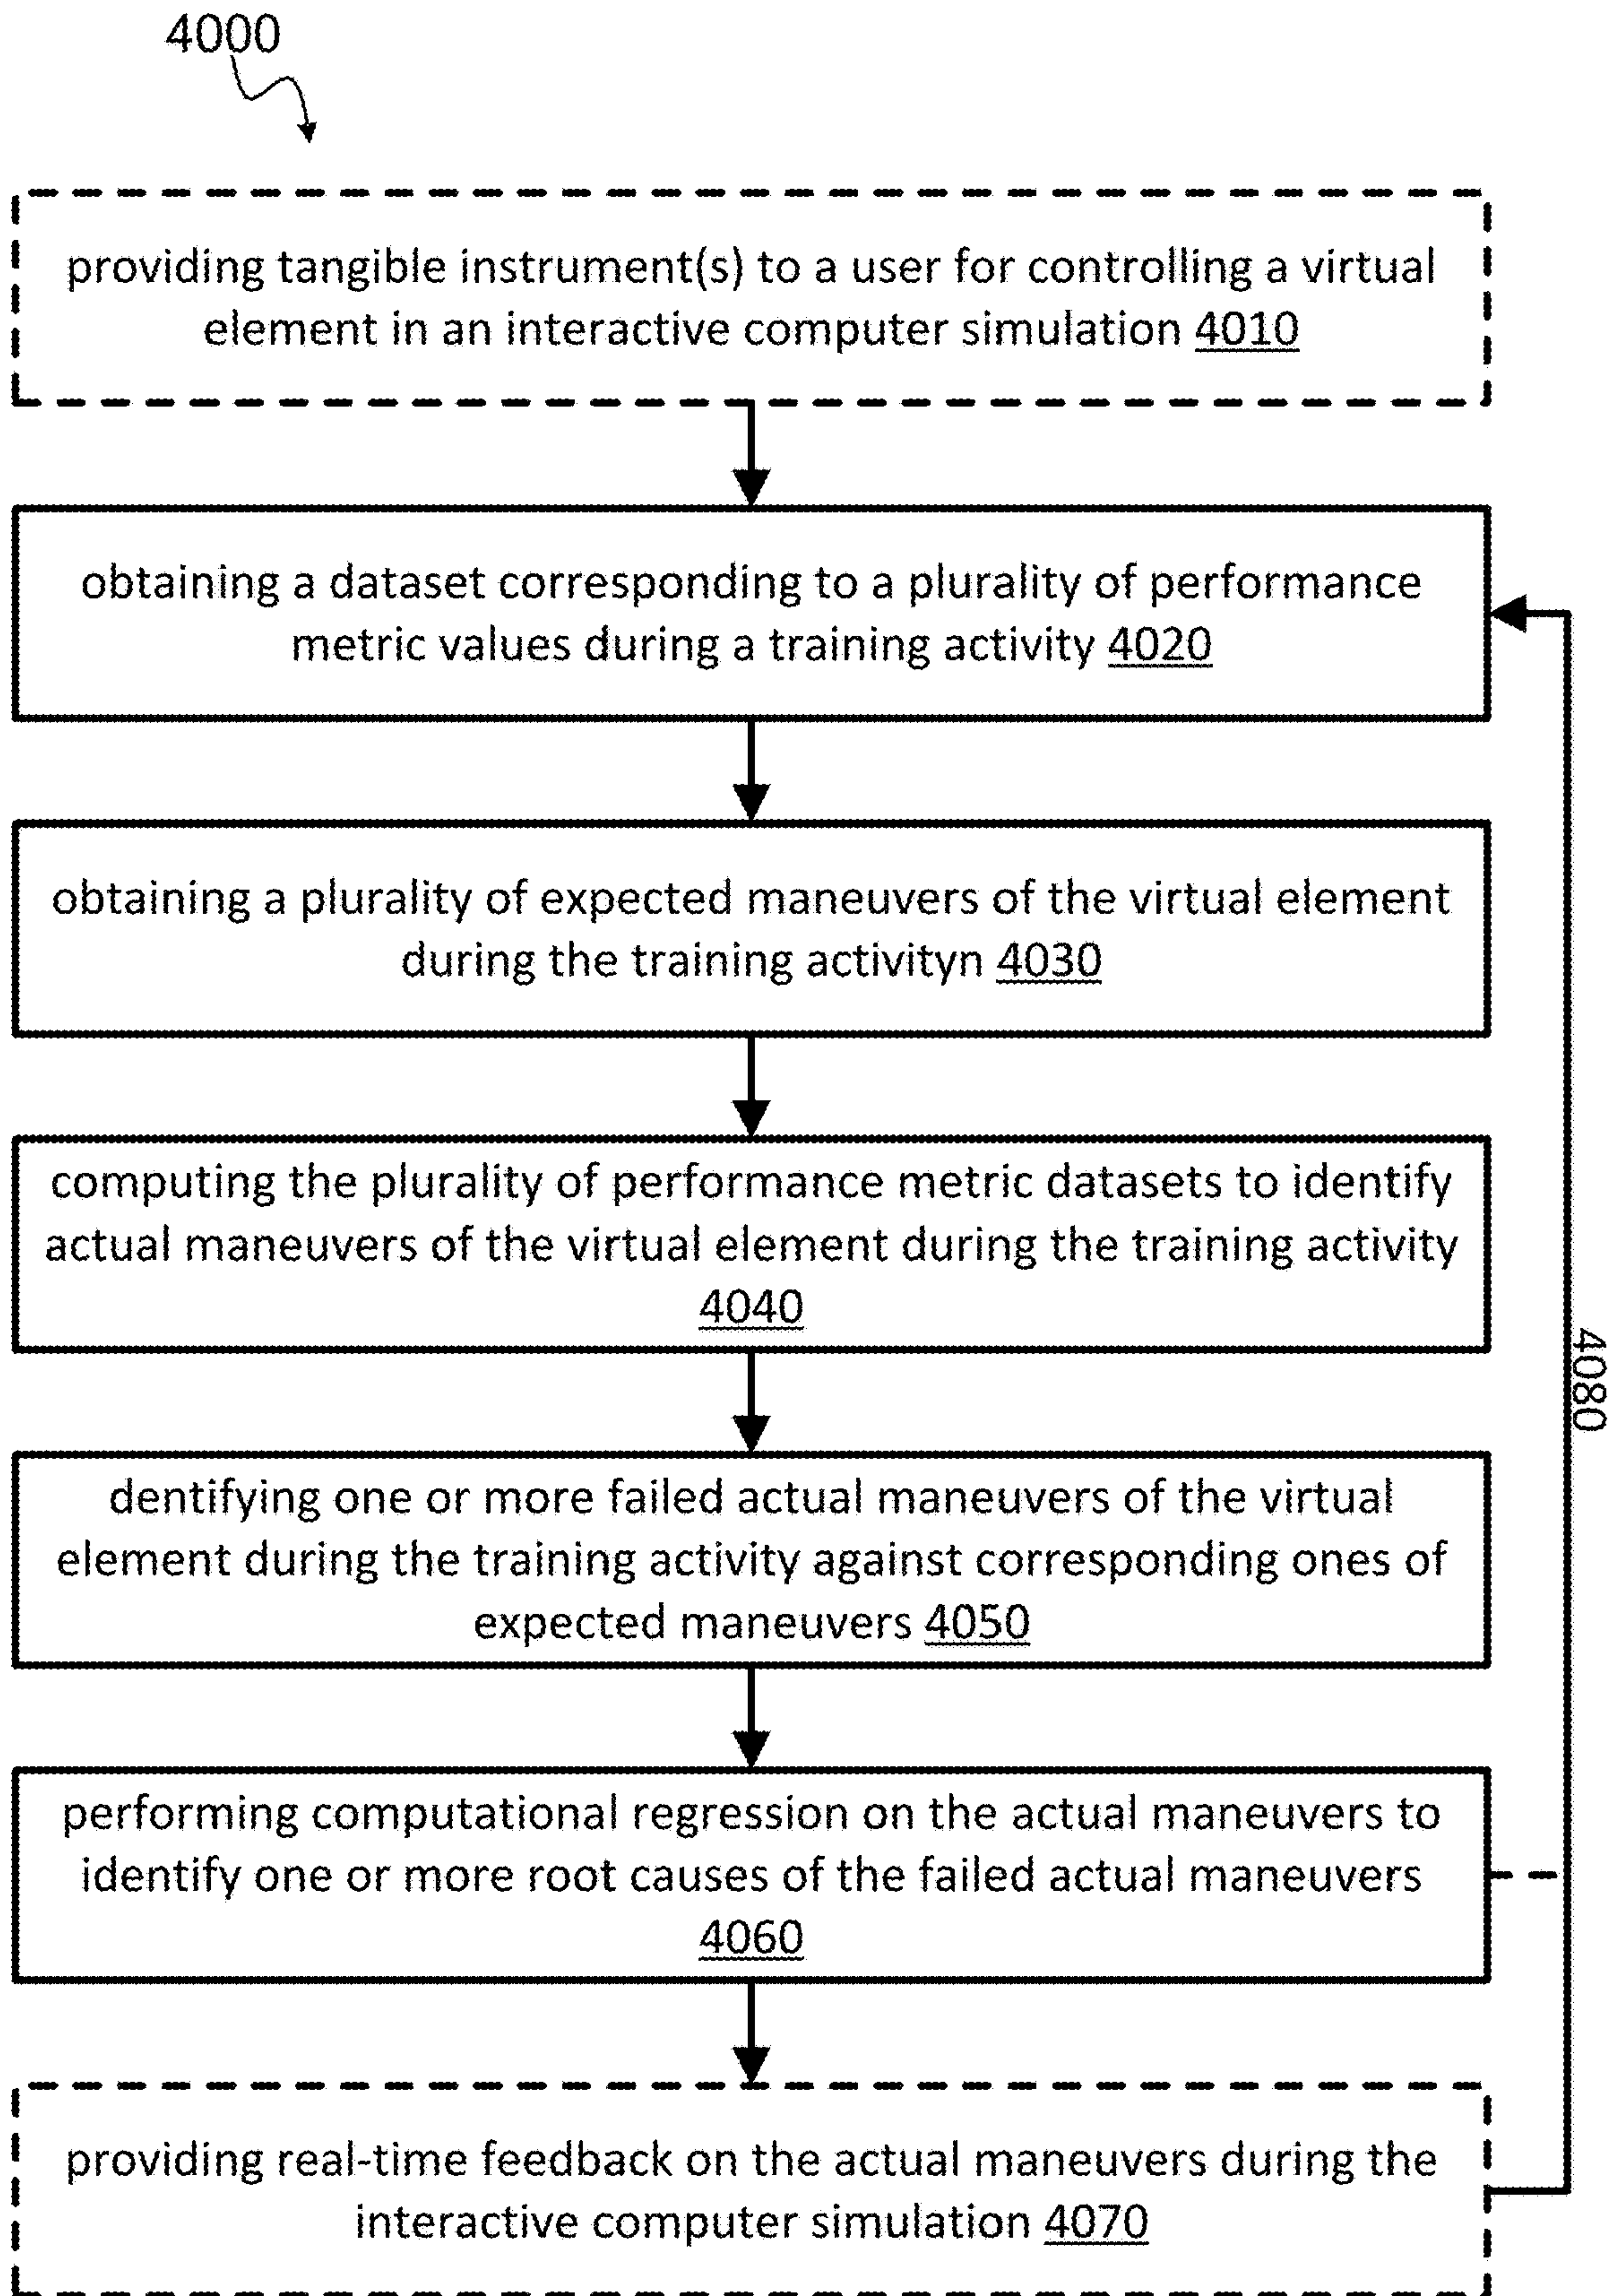 4000
providing tangible instrument(s) to a user for controlling a virtual
element in an interactive computer simulation 4010
obtaining a dataset corresponding to a plurality of performance
metric values during a training activity 4020
obtaining a plurality of expected maneuvers of the virtual element
during the training activityn 4030
computing the plurality of performance metric datasets to identify
actual maneuvers of the virtual element during the training activity
4040
dentifying one or more failed actual maneuvers of the virtual
element during the training activity against corresponding ones of
expected maneuvers 4050
performing computational regression on the actual maneuvers to
identify one or more root causes of the failed actual maneuvers
4060
providing real-time feedback on the actual maneuvers during the
interactive computer simulation 4070
4080